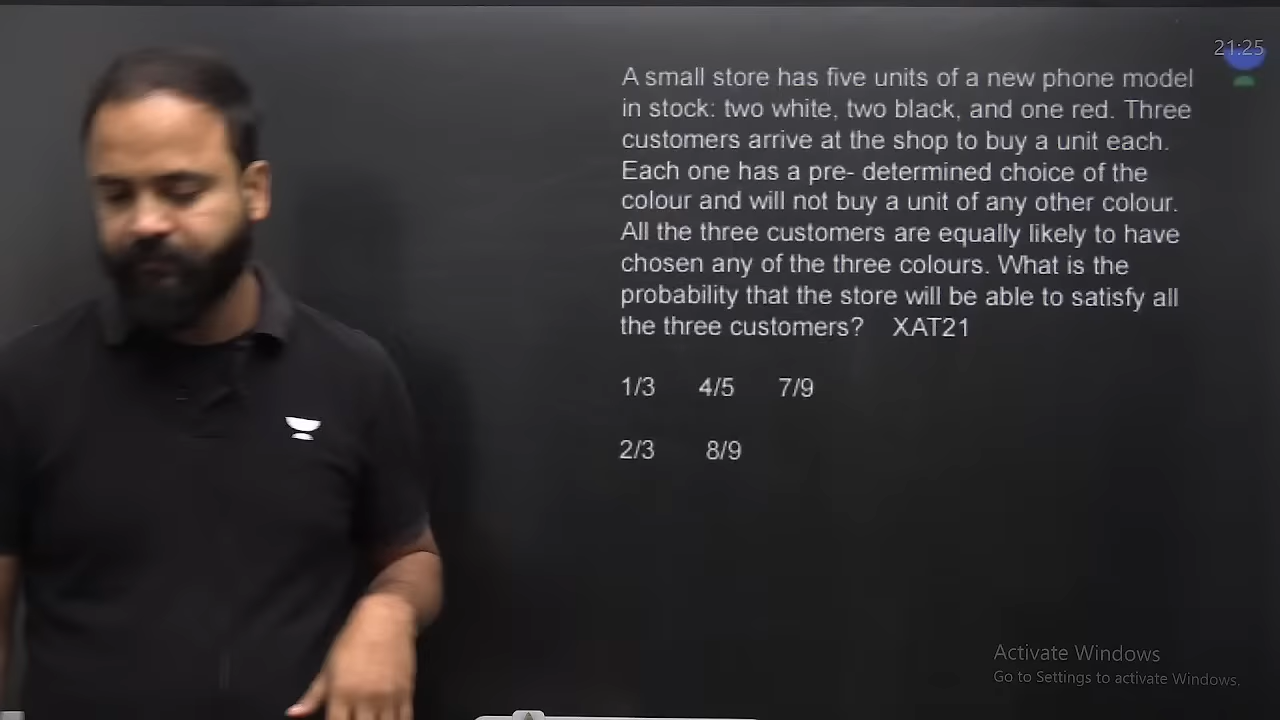 21:25
A small store has five units of a new phone model
in stock: two white, two black, and one red. Three
customers arrive at the shop to buy a unit each.
Each one has a pre- determined choice of the
colour and will not buy a unit of any other colour.
All the three customers are equally likely to have
chosen any of the three colours. What is the
probability that the store will be able to satisfy all
the three customers? XAT21
1/3 4/5 7/9
2/3 8/9
Activate Windows
Go to Settings to activate Windows.